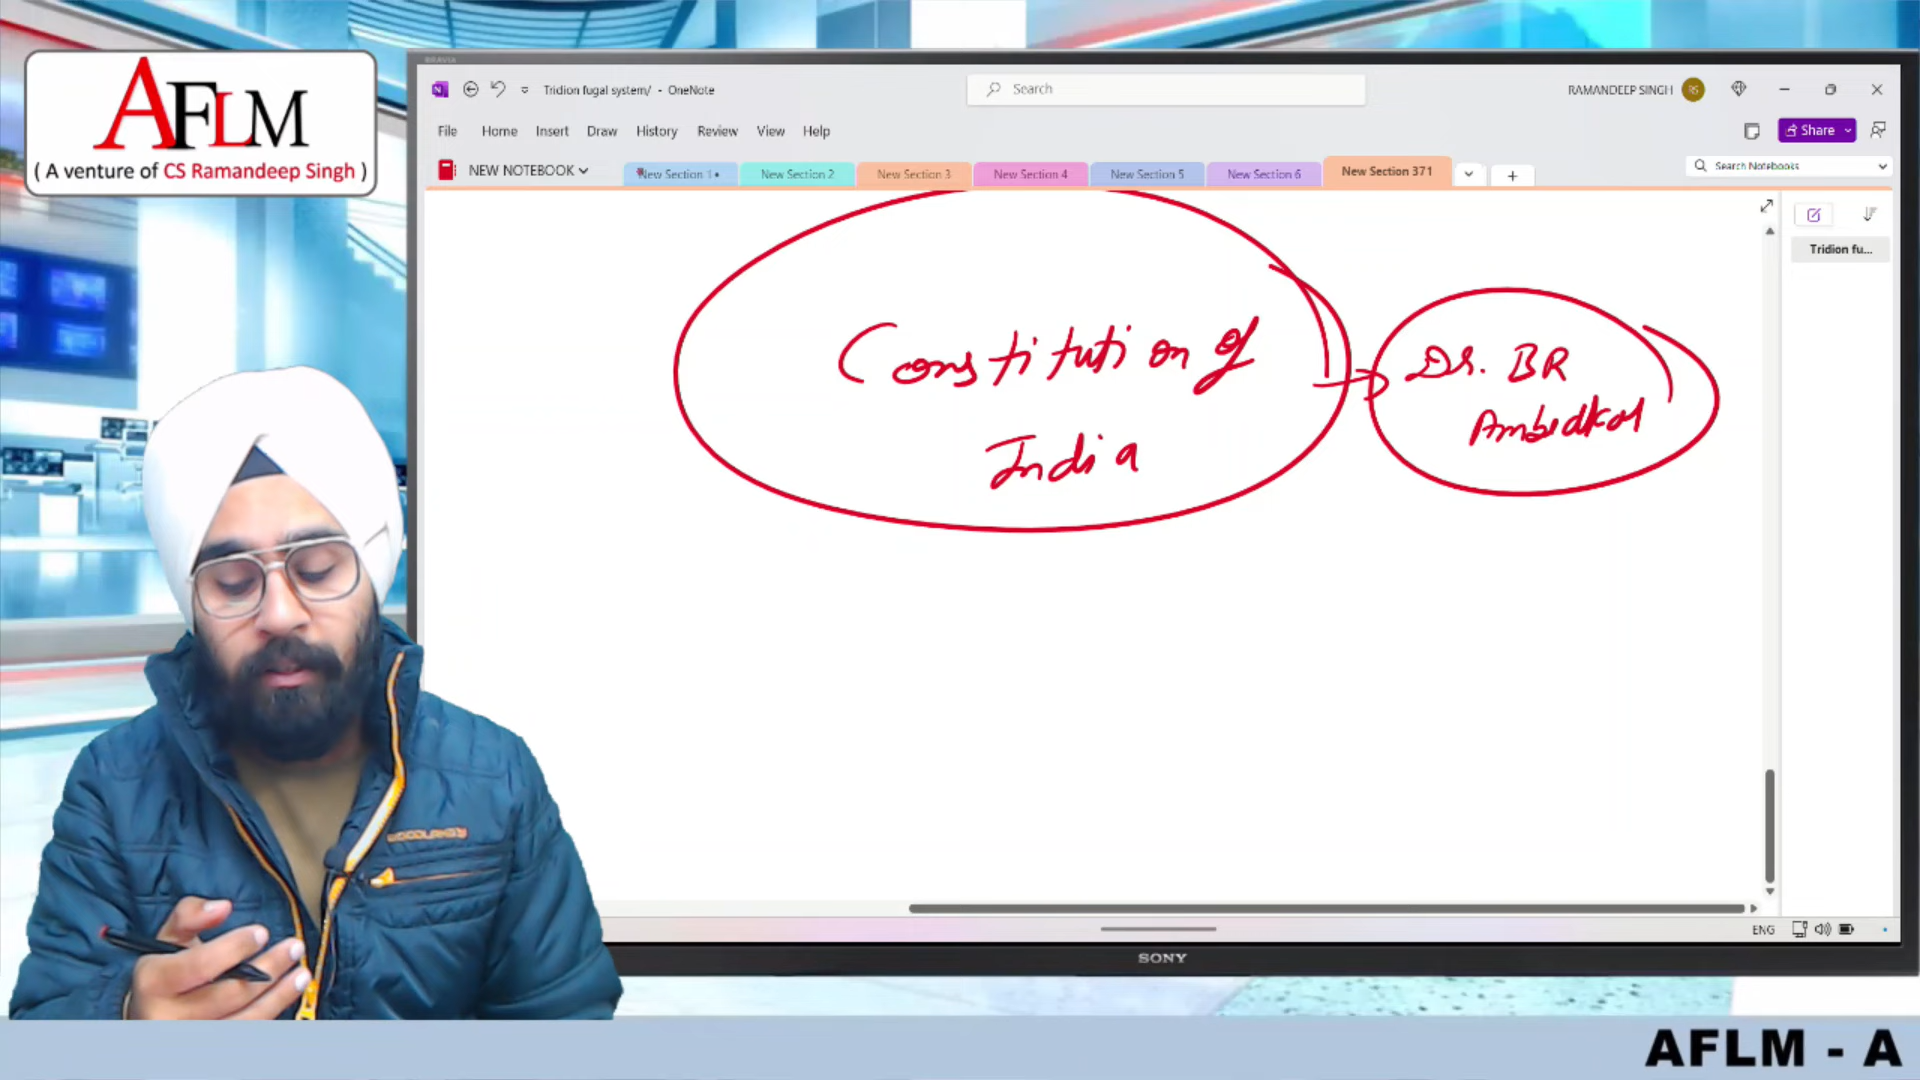 AFLM
( A venture of CS Ramandeep Singh )
Tridion fugal system/ - OneNote
Search
RAMANDEEP SINGH
RS
File Home Insert Draw History Review View Help
Share
NEW NOTEBOOK
New Section 1
New Section 2
New Section 3
New Section 4
New Section 5
New Section 6
New Section 371
Search Notebooks
Tridion fu...
Constitution of
India
Dr. BR
Ambedkar
WOODLAND
ENG
SONY
AFLM - A